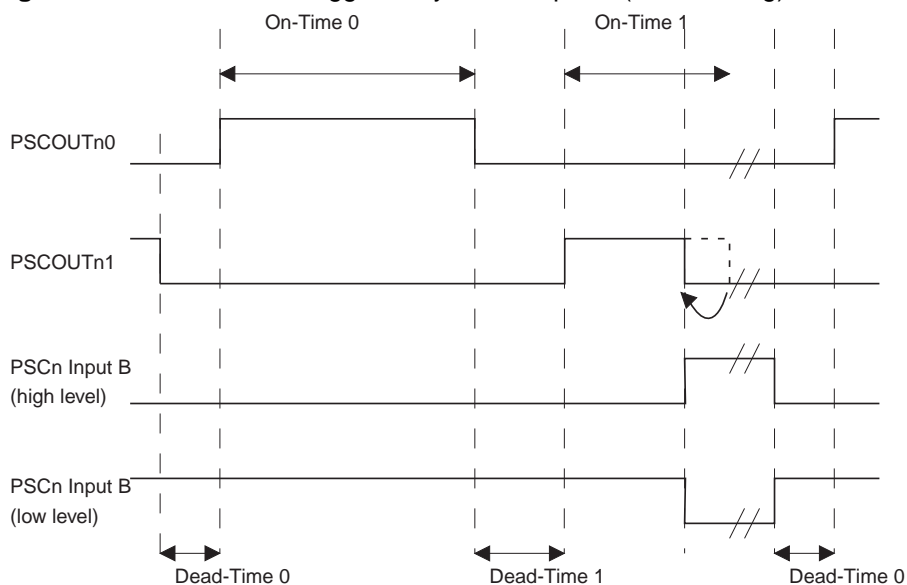 On-Time 0
On-Time 1
PSCOUTn0
PSCOUTn1
PSCn Input B
(high level)
PSCn Input B
(low level)
Dead-Time 0
Dead-Time 1
Dead-Time 0